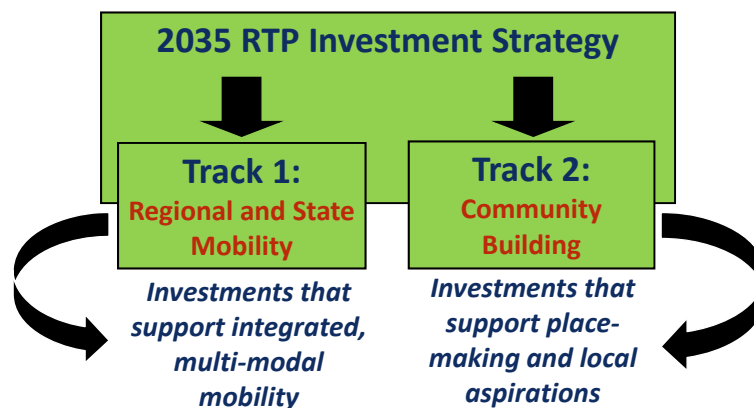 2035 RTP Investment Strategy
Track 1:
Regional and State
Mobility
Investments that
support integrated,
multi-modal
mobility
Track 2:
Community
Building
Investments that
support place-
making and local
aspirations